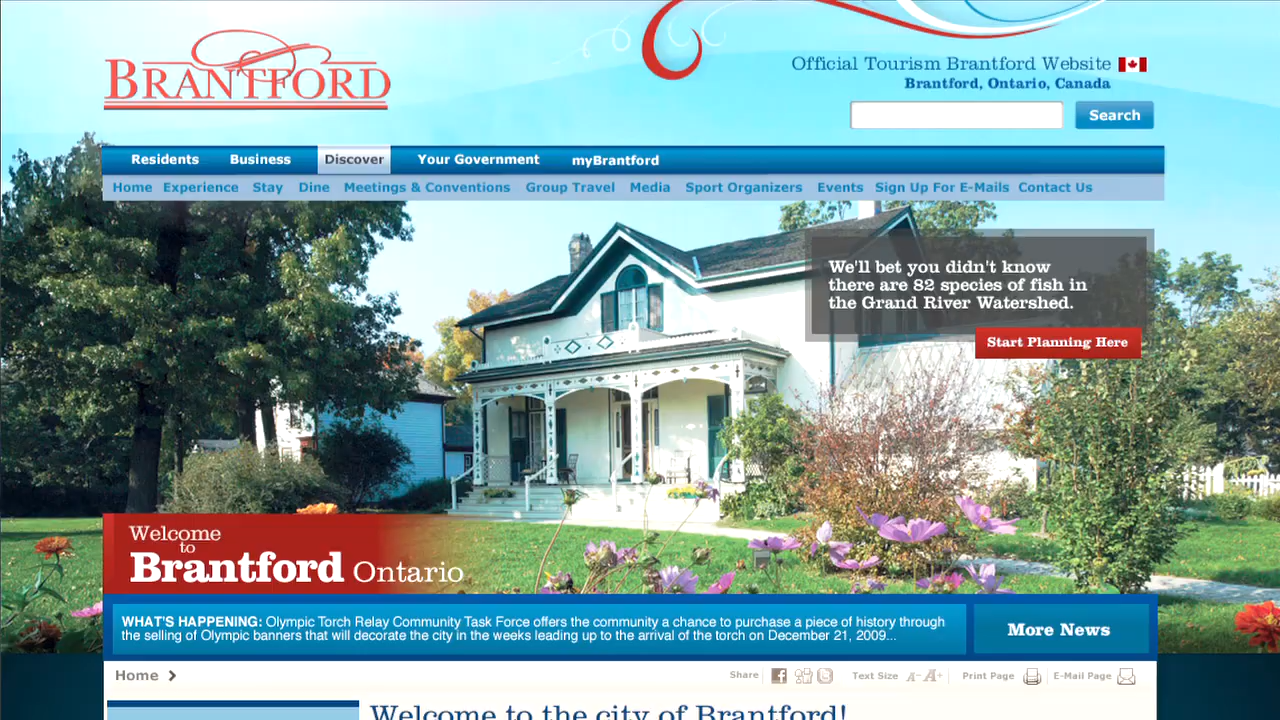 BRANTFORD
Official Tourism Brantford Website
Brantford, Ontario, Canada
Search
Residents Business Discover Your Government myBrantford
Home Experience Stay Dine Meetings & Conventions Group Travel Media Sport Organizers Events Sign Up For E-Mails Contact Us
We'll bet you didn't know
there are 82 species of fish in
the Grand River Watershed.
Start Planning Here
Welcome
to
Brantford Ontario
WHAT'S HAPPENING: Olympic Torch Relay Community Task Force offers the community a chance to purchase a piece of history through
the selling of Olympic banners that will decorate the city in the weeks leading up to the arrival of the torch on December 21, 2009...
More News
Home
Share Text Size A- A+ Print Page E-Mail Page
Welcome to the city of Brantford!